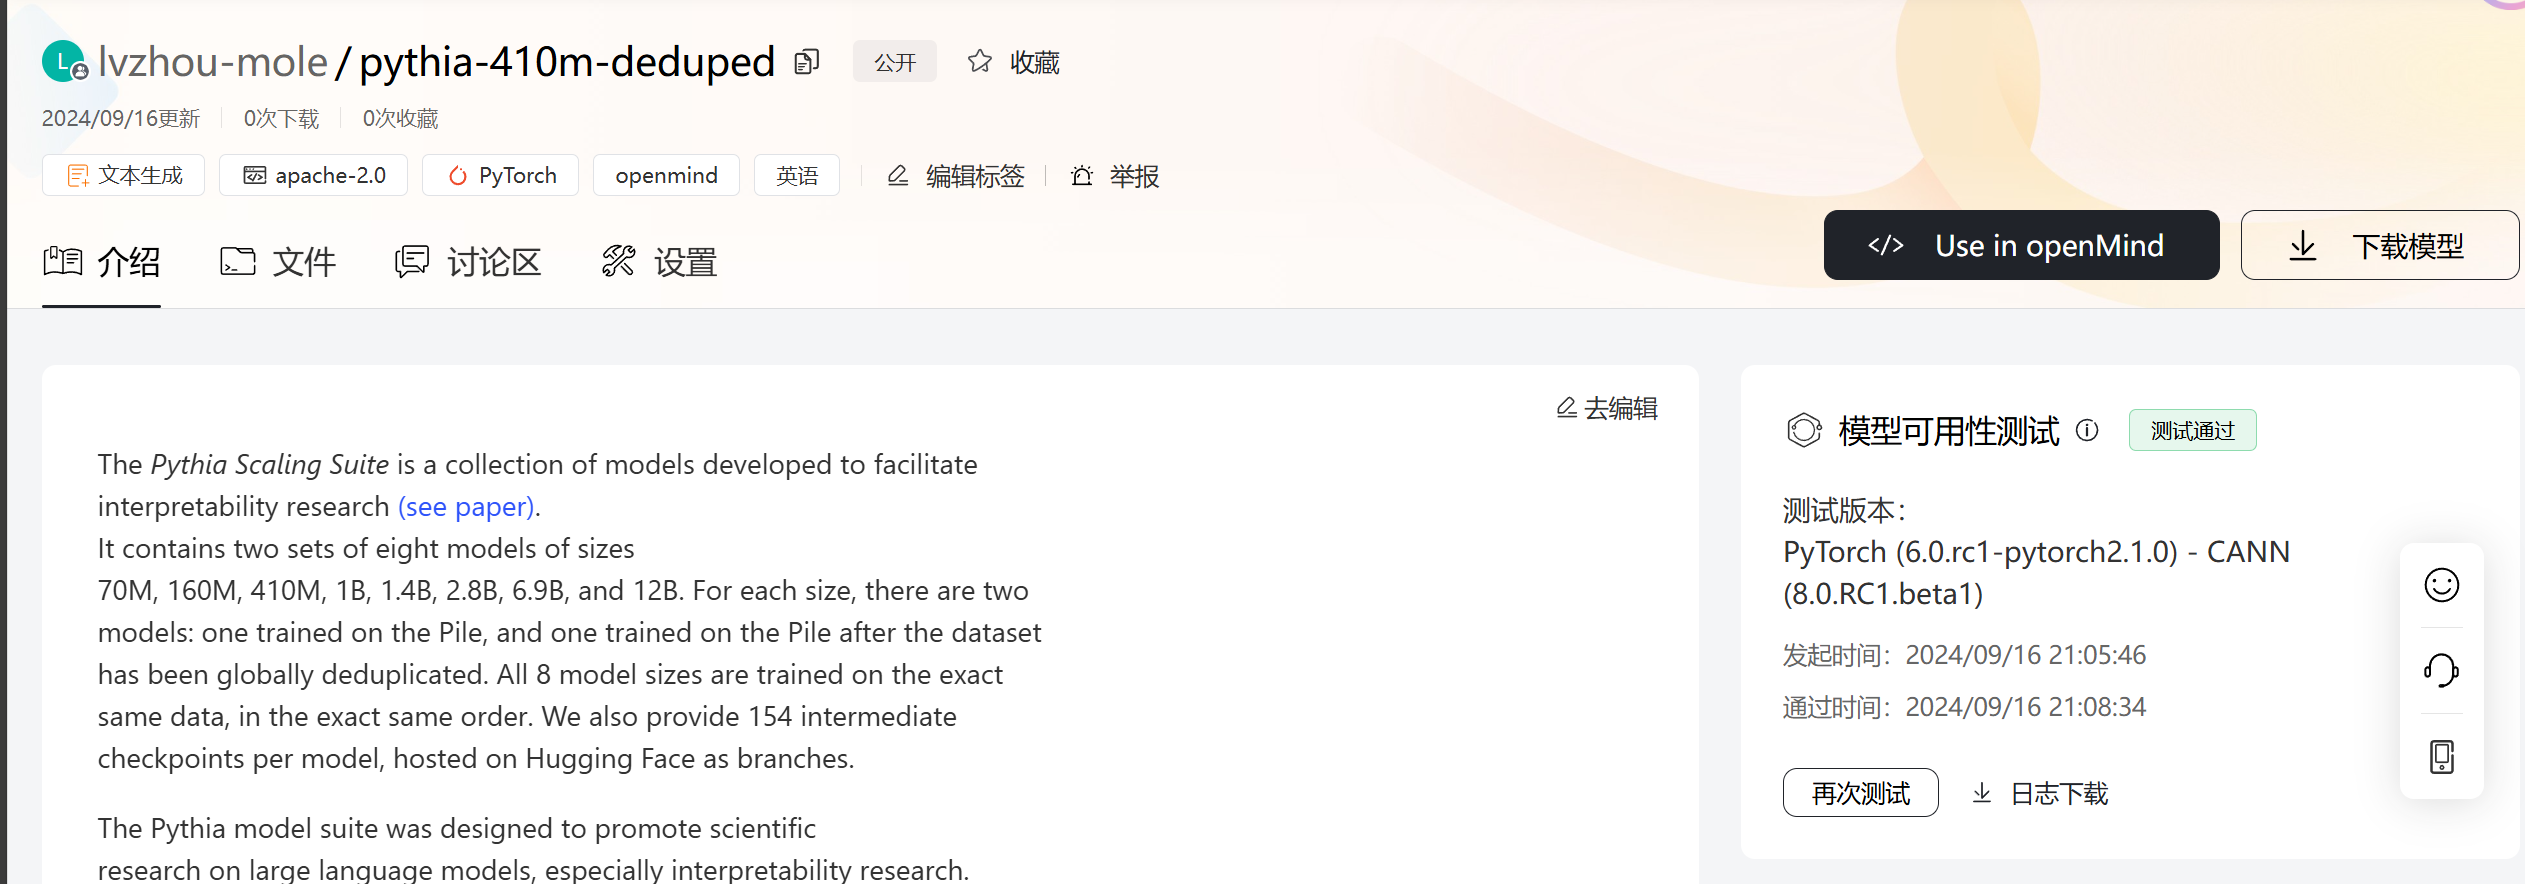 L lvzhou-mole / pythia-410m-deduped 公开 收藏
2024/09/16更新 0次下载 0次收藏
文本生成 apache-2.0 PyTorch openmind 英语 编辑标签 举报
介绍 文件 讨论区 设置
Use in openMind 下载模型
去编辑
The Pythia Scaling Suite is a collection of models developed to facilitate
interpretability research (see paper).
It contains two sets of eight models of sizes
70M, 160M, 410M, 1B, 1.4B, 2.8B, 6.9B, and 12B. For each size, there are two
models: one trained on the Pile, and one trained on the Pile after the dataset
has been globally deduplicated. All 8 model sizes are trained on the exact
same data, in the exact same order. We also provide 154 intermediate
checkpoints per model, hosted on Hugging Face as branches.
The Pythia model suite was designed to promote scientific
research on large language models, especially interpretability research.
模型可用性测试 测试通过
测试版本：
PyTorch (6.0.rc1-pytorch2.1.0) - CANN
(8.0.RC1.beta1)
发起时间：2024/09/16 21:05:46
通过时间：2024/09/16 21:08:34
再次测试 日志下载